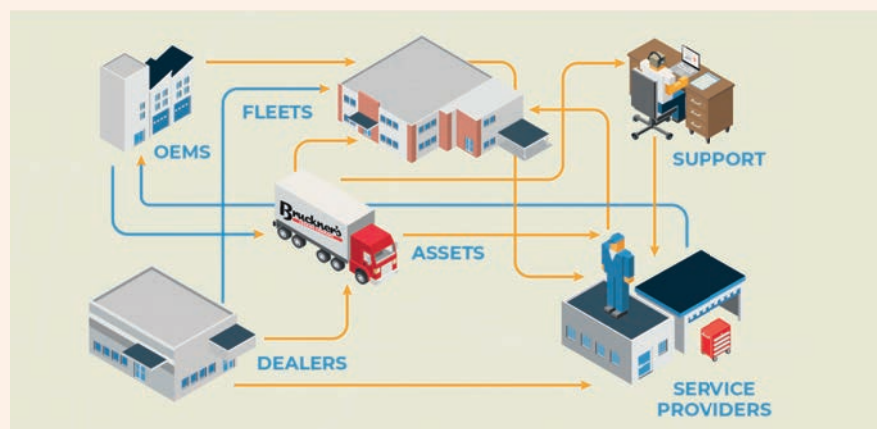 FLEETS
OEMS
SUPPORT
Bruckner's
ASSETS
DEALERS
SERVICE
PROVIDERS